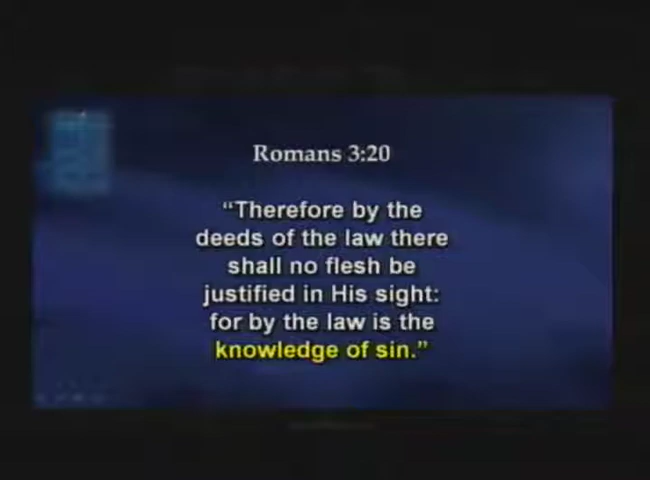 Romans 3:20
“Therefore by the
deeds of the law there
shall no flesh be
justified in His sight:
for by the law is the
knowledge of sin.”